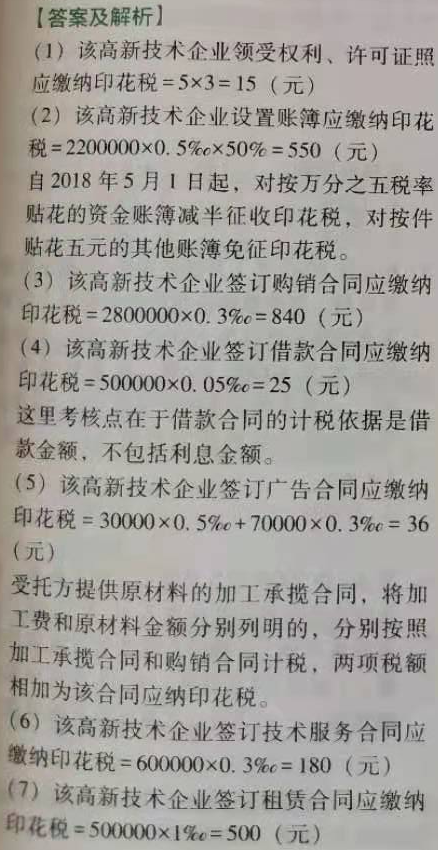 【答案及解析】
(1) 该高新技术企业领受权利、许可证照
应缴纳印花税=5×3=15 (元)
(2) 该高新技术企业设置账簿应缴纳印花
税=2200000×0. 5‰×50%=550 (元)
自 2018 年 5 月 1 日起，对按万分之五税率
贴花的资金账簿减半征收印花税，对按件
贴花五元的其他账簿免征印花税。
(3) 该高新技术企业签订购销合同应缴纳
印花税=2800000×0. 3‰=840 (元)
(4) 该高新技术企业签订借款合同应缴纳
印花税=500000×0. 05‰=25 (元)
这里考核点在于借款合同的计税依据是借
款金额，不包括利息金额。
(5) 该高新技术企业签订广告合同应缴纳
印花税=30000×0. 5‰+70000×0. 3‰=36
(元)
受托方提供原材料的加工承揽合同，将加
工费和原材料金额分别列明的，分别按照
加工承揽合同和购销合同计税，两项税额
相加为该合同应纳印花税。
(6) 该高新技术企业签订技术服务合同应
缴纳印花税=600000×0. 3‰=180 (元)
(7) 该高新技术企业签订租赁合同应缴纳
印花税=500000×1‰=500 (元)